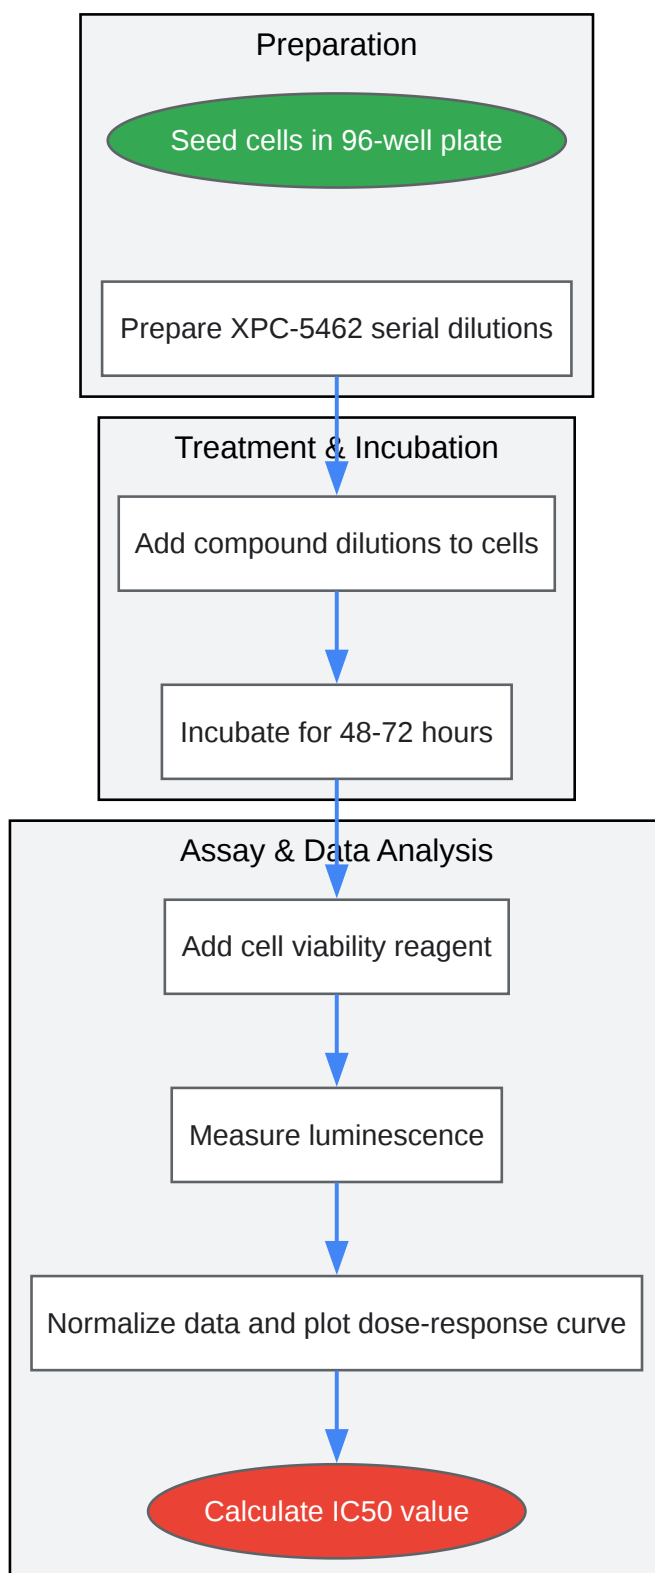 Preparation
Seed cells in 96-well plate
Prepare XPC-5462 serial dilutions
Treatment & Incubation
Add compound dilutions to cells
Incubate for 48-72 hours
Assay & Data Analysis
Add cell viability reagent
Measure luminescence
Normalize data and plot dose-response curve
Calculate IC50 value